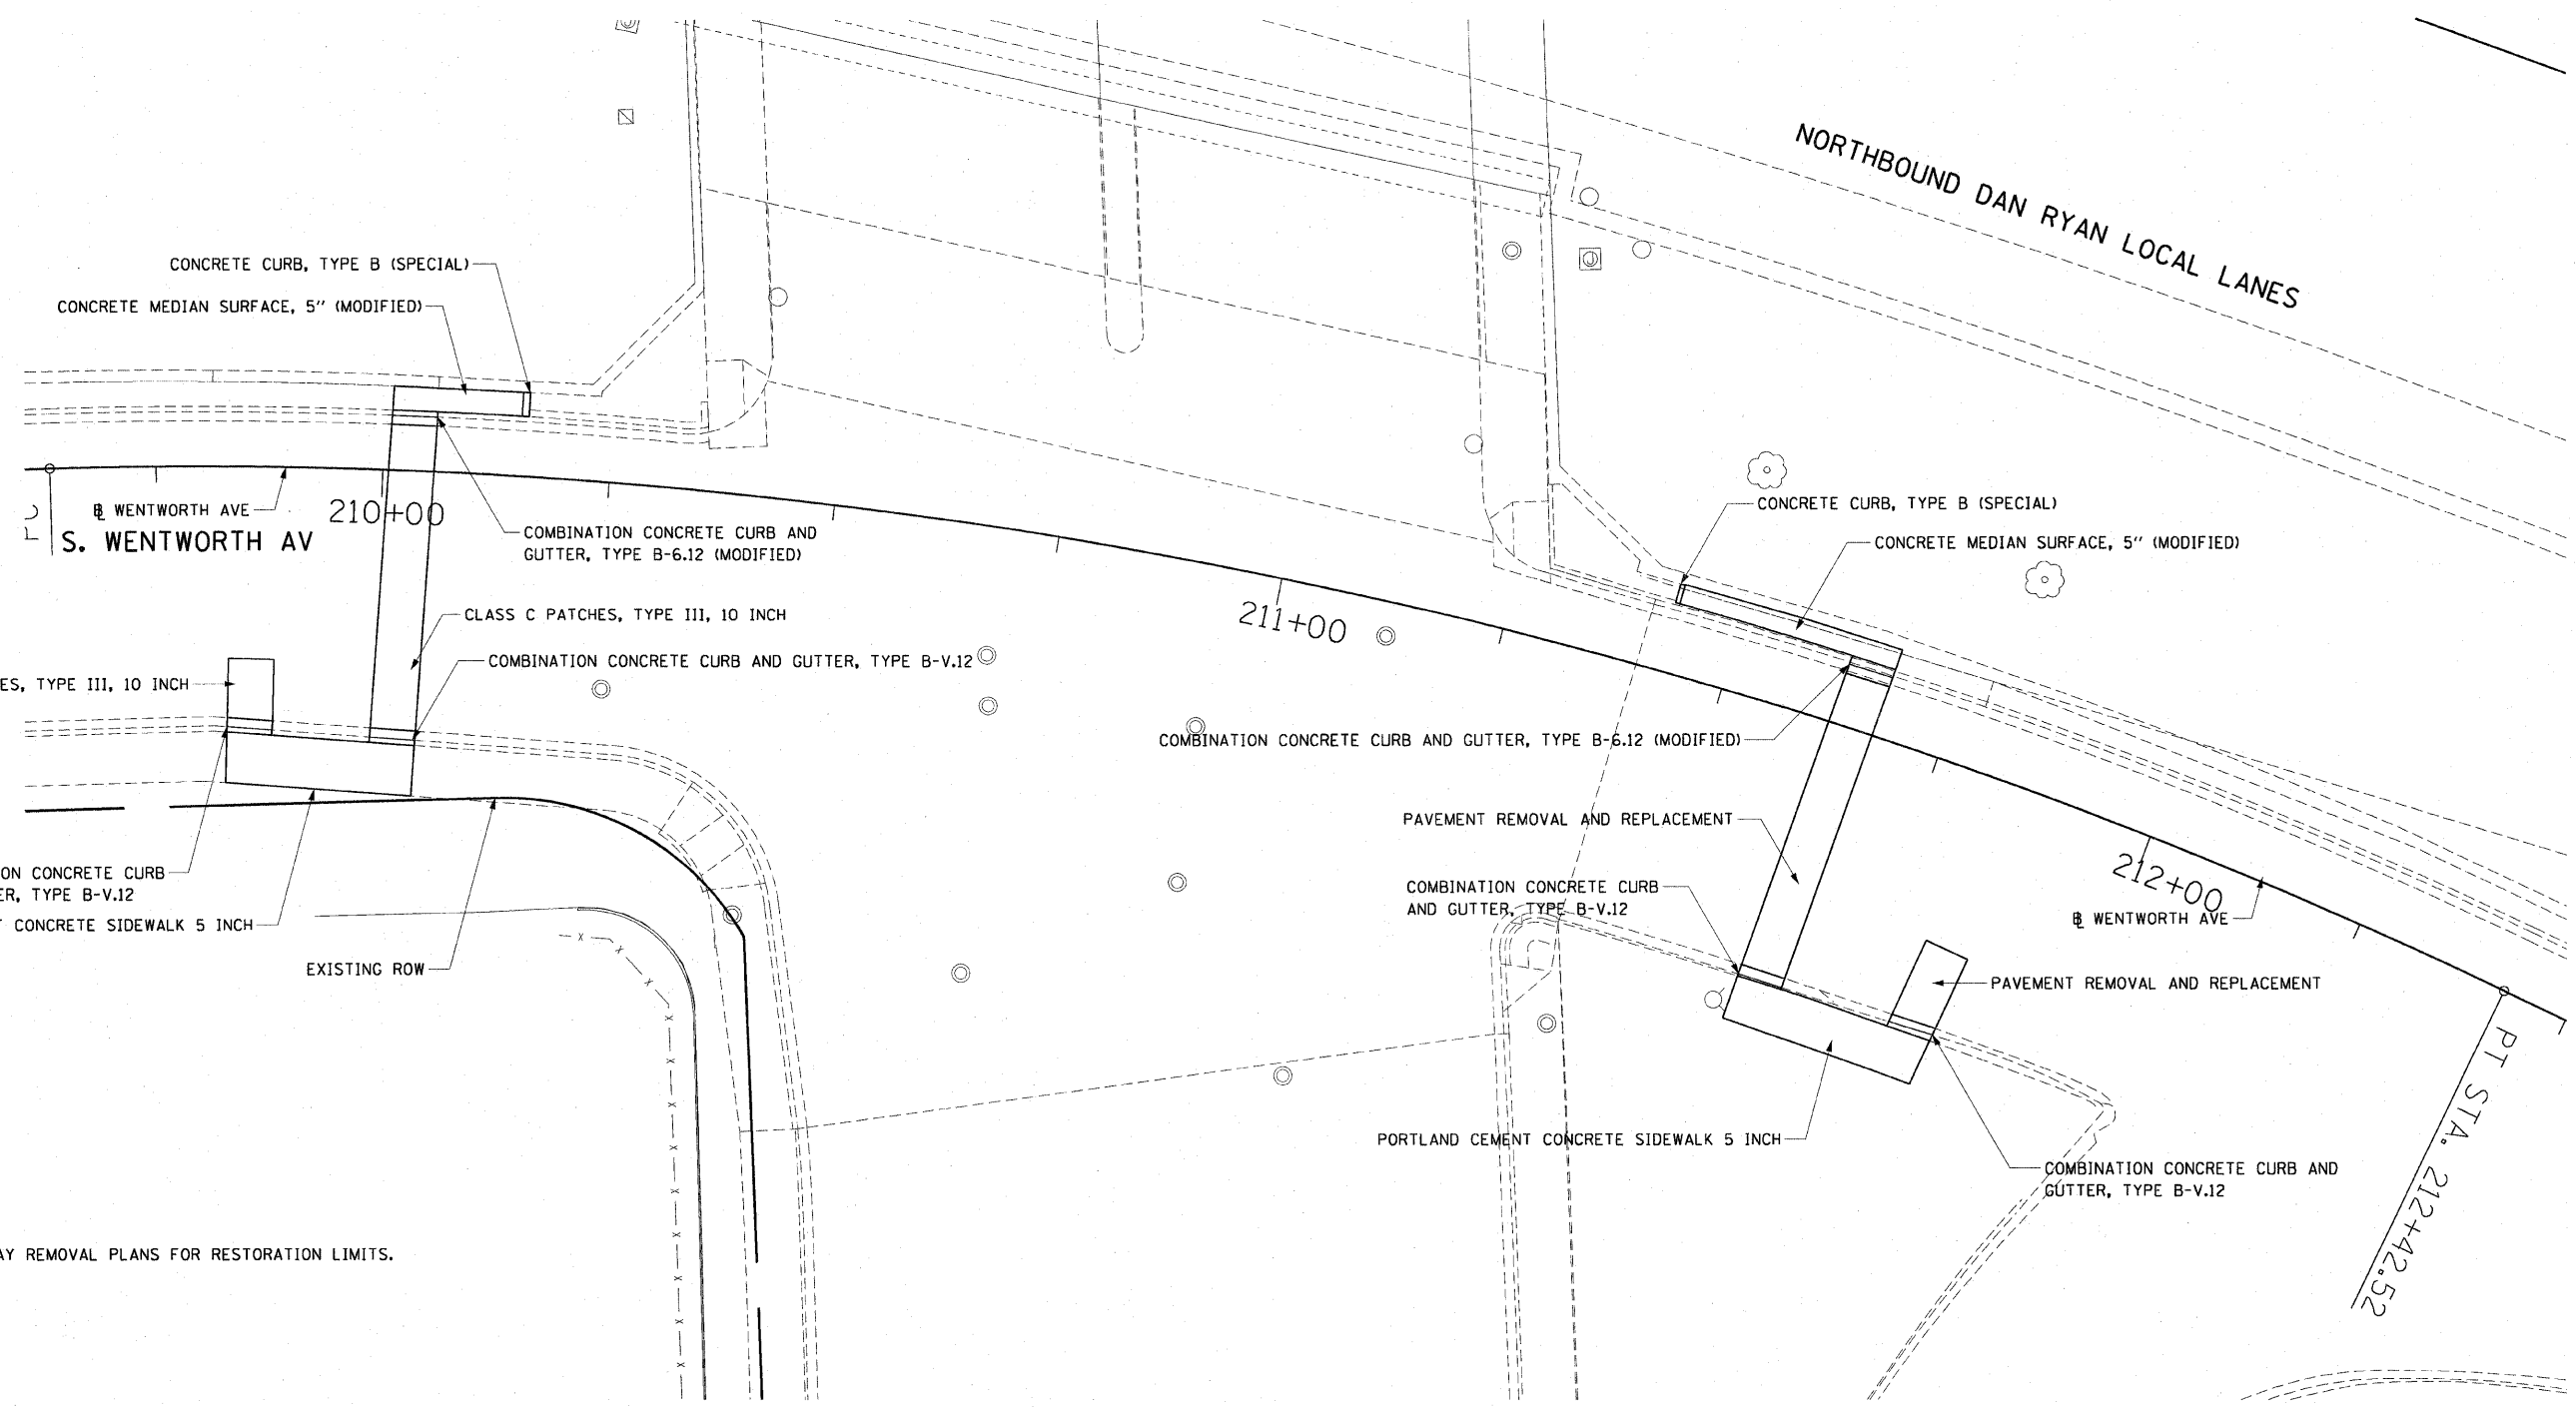 NORTHBOUND DAN RYAN LOCAL LANES
CONCRETE CURB, TYPE B (SPECIAL)
CONCRETE MEDIAN SURFACE, 5" (MODIFIED)
℄ WENTWORTH AVE
210+00
S. WENTWORTH AV
COMBINATION CONCRETE CURB AND
GUTTER, TYPE B-6.12 (MODIFIED)
CLASS C PATCHES, TYPE III, 10 INCH
COMBINATION CONCRETE CURB AND GUTTER, TYPE B-V.12
ES, TYPE III, 10 INCH
ON CONCRETE CURB
ER, TYPE B-V.12
CONCRETE SIDEWALK 5 INCH
EXISTING ROW
AY REMOVAL PLANS FOR RESTORATION LIMITS.
211+00
CONCRETE CURB, TYPE B (SPECIAL)
CONCRETE MEDIAN SURFACE, 5" (MODIFIED)
COMBINATION CONCRETE CURB AND GUTTER, TYPE B-6.12 (MODIFIED)
PAVEMENT REMOVAL AND REPLACEMENT
COMBINATION CONCRETE CURB
AND GUTTER, TYPE B-V.12
212+00
℄ WENTWORTH AVE
PAVEMENT REMOVAL AND REPLACEMENT
PORTLAND CEMENT CONCRETE SIDEWALK 5 INCH
COMBINATION CONCRETE CURB AND
GUTTER, TYPE B-V.12
PT STA. 212+42.52